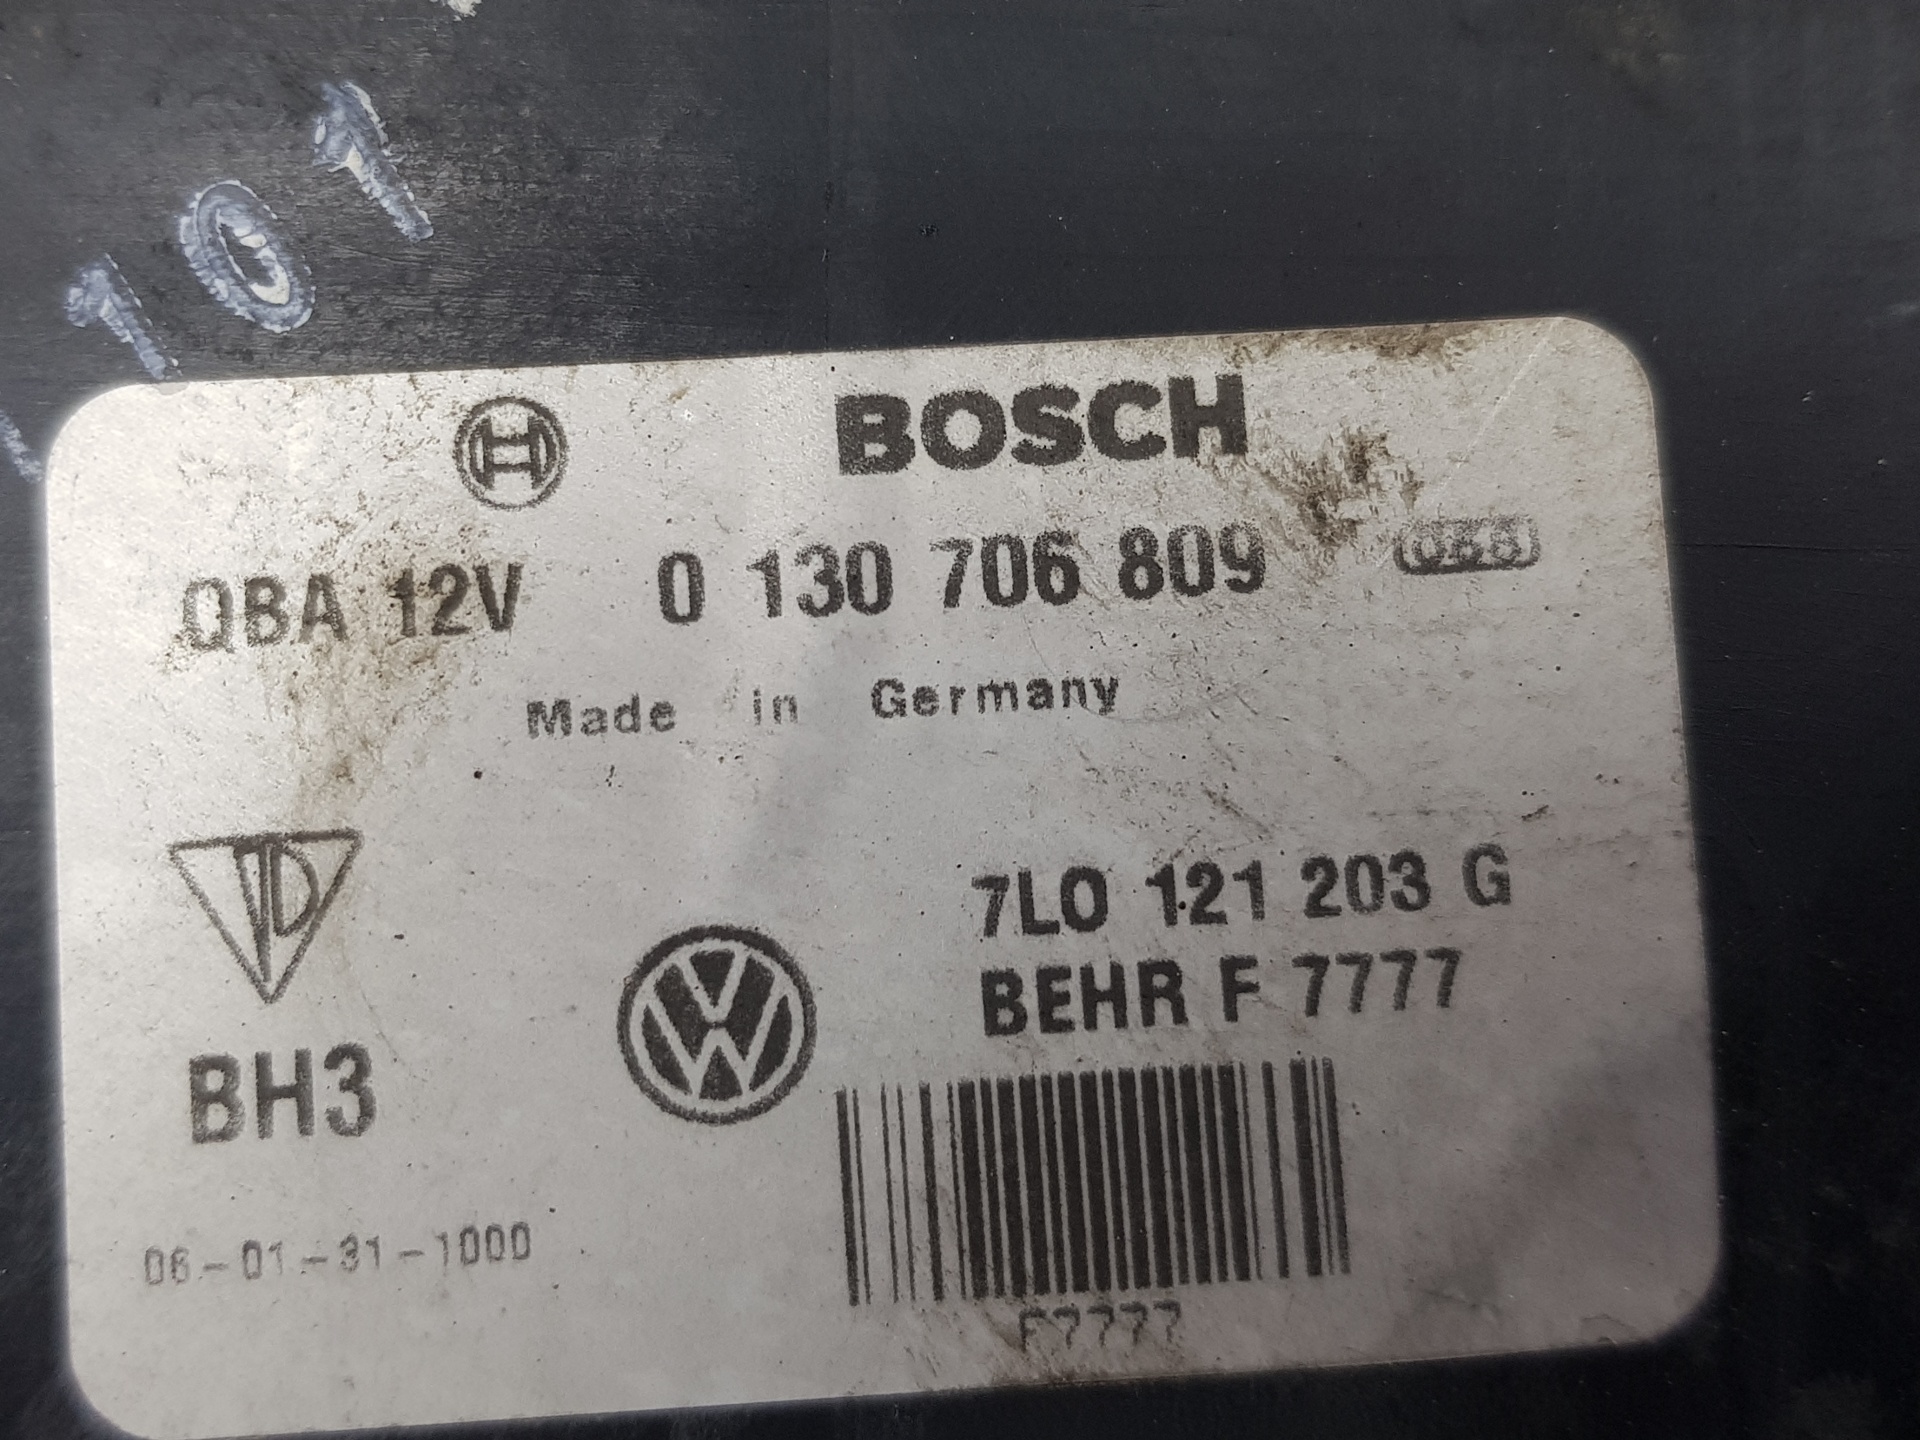 101
BOSCH
QBA 12V 0 130 706 809
Made in Germany
7L0 121 203 G
BEHR F 7777
BH3
06-01-31-1000
F7777